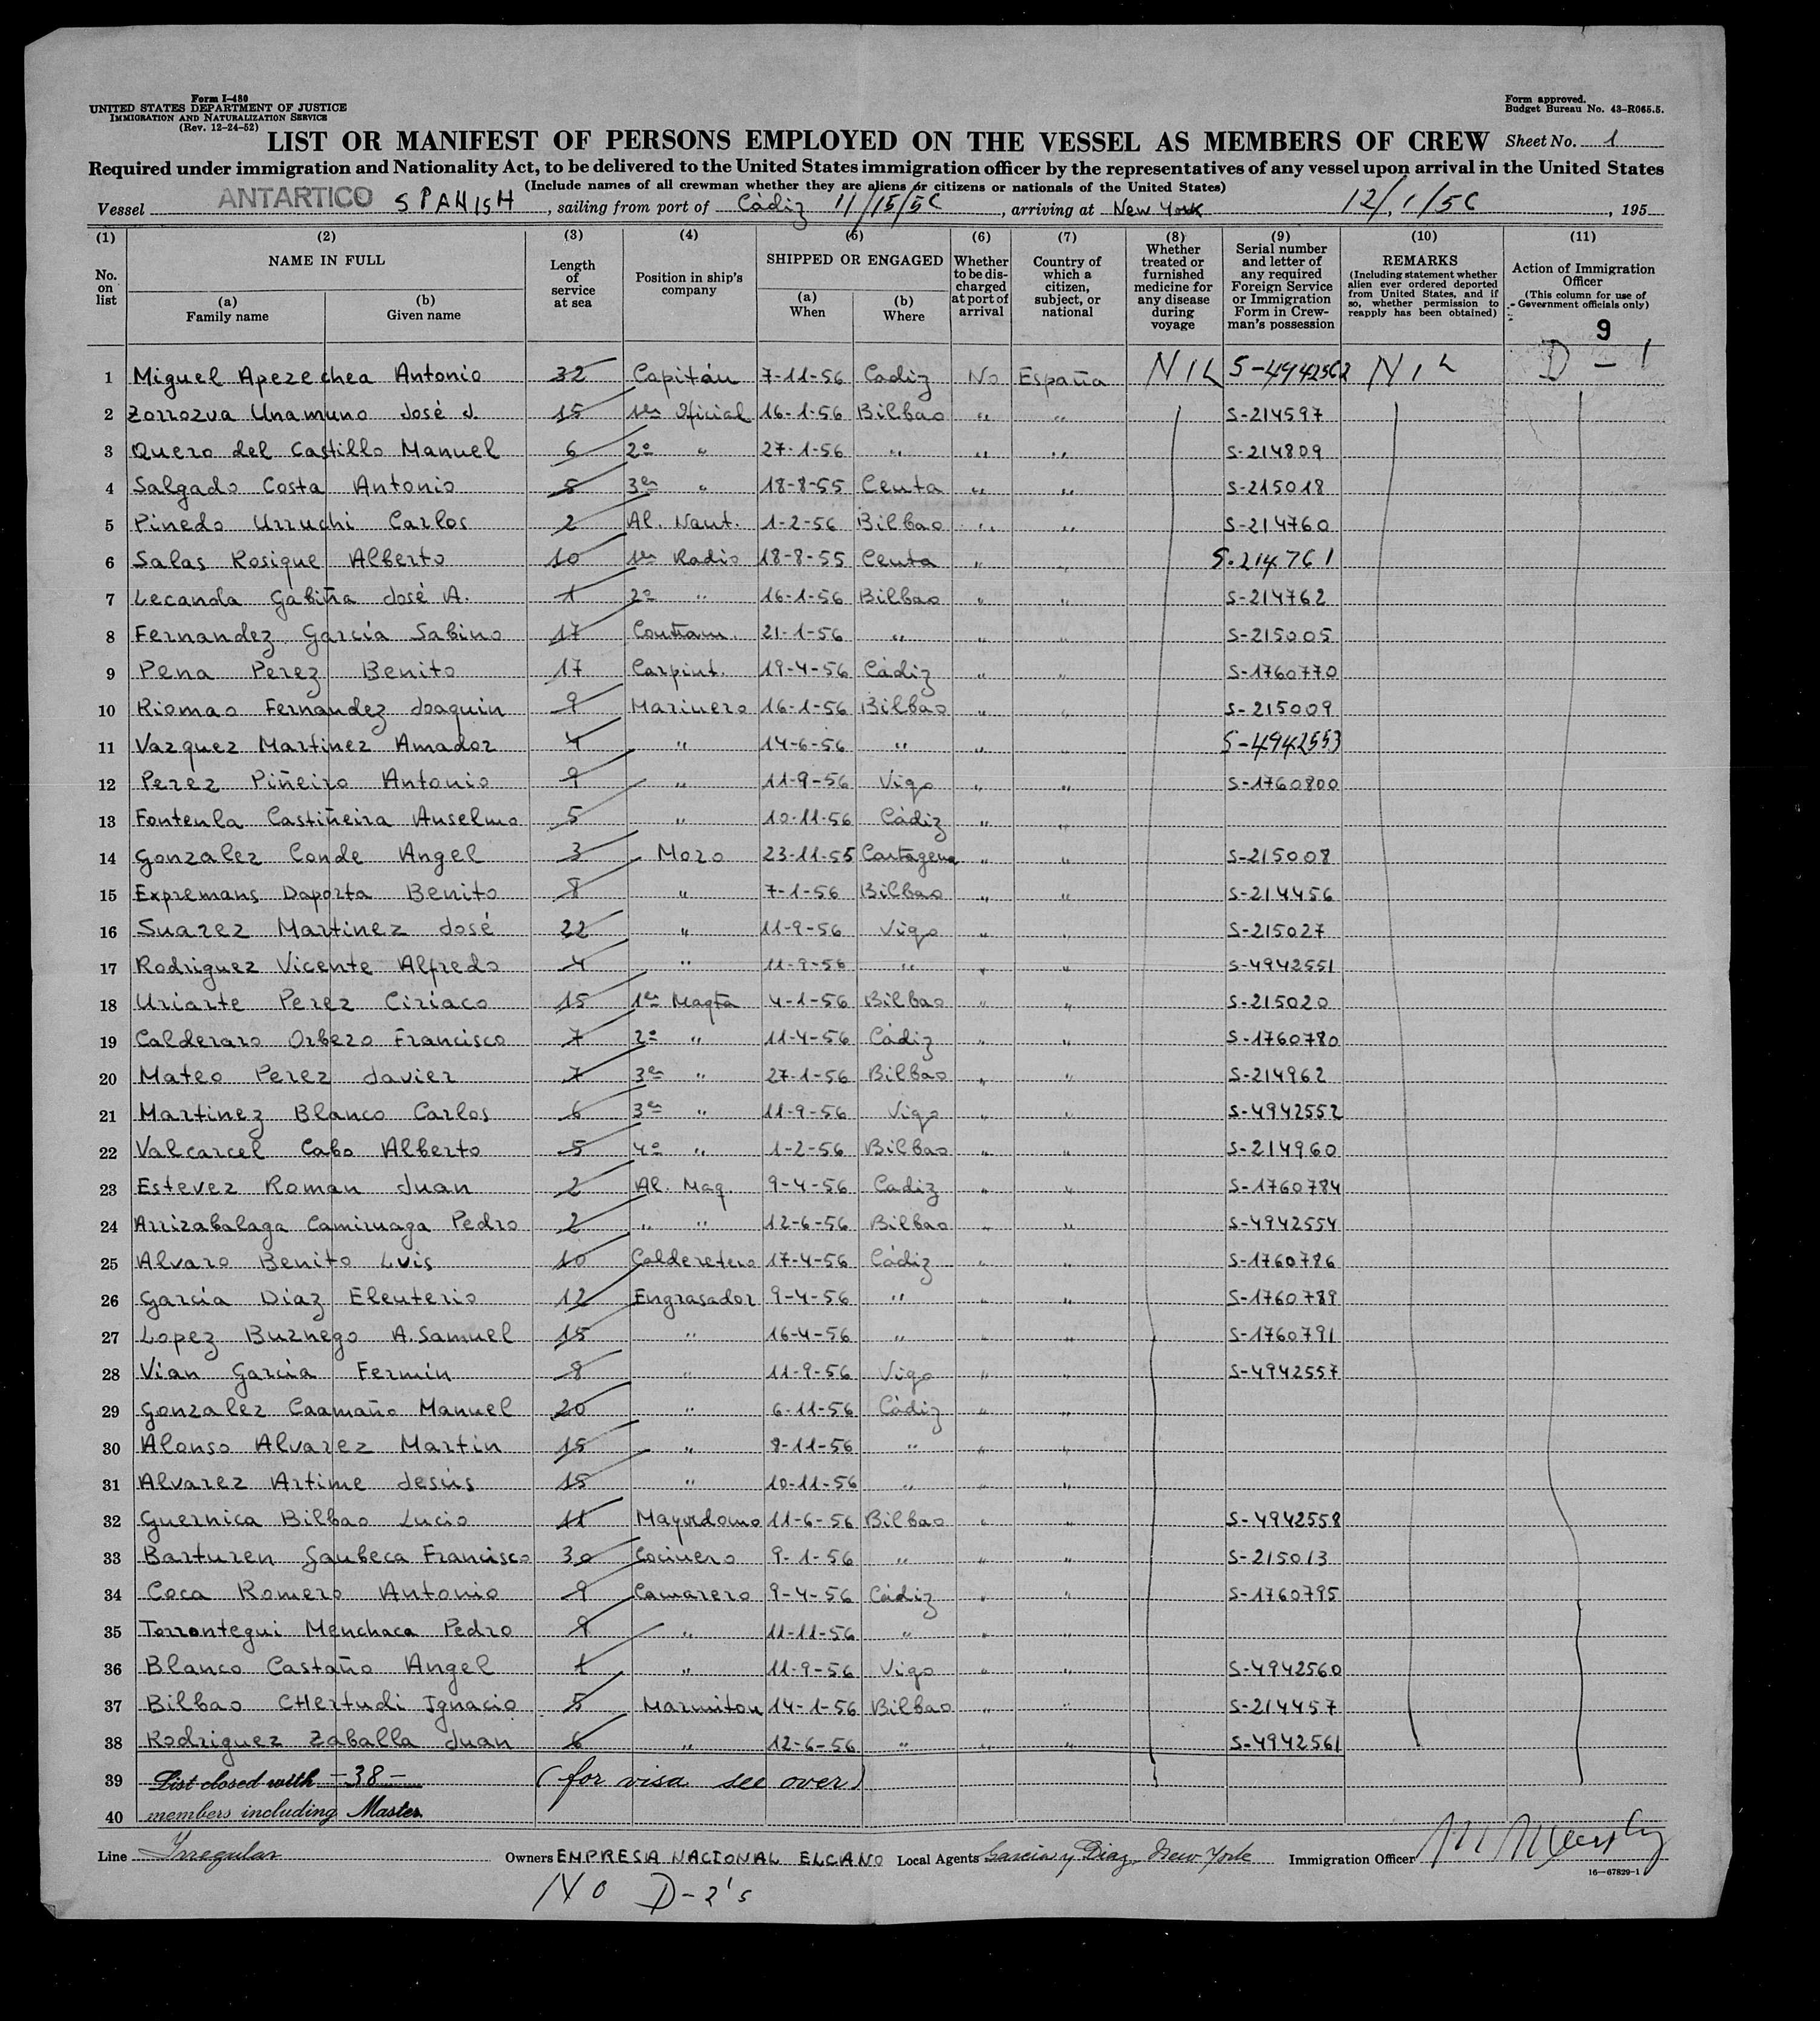 Form I-480
UNITED STATES DEPARTMENT OF JUSTICE
IMMIGRATION AND NATURALIZATION SERVICE
(Rev. 12-24-52)
Form approved.
Budget Bureau No. 43-R065.5.
LIST OR MANIFEST OF PERSONS EMPLOYED ON THE VESSEL AS MEMBERS OF CREW Sheet No. 1
Required under immigration and Nationality Act, to be delivered to the United States immigration officer by the representatives of any vessel upon arrival in the United States
(Include names of all crewman whether they are aliens or citizens or nationals of the United States)
Vessel ANTARTICO SPANISH, sailing from port of Cádiz 11/15/56, arriving at New York 12/1/56, 195
(1) No. on list
(2) NAME IN FULL (a) Family name (b) Given name
(3) Length of service at sea
(4) Position in ship's company
(5) SHIPPED OR ENGAGED (a) When (b) Where
(6) Whether to be discharged at port of arrival
(7) Country of which a citizen, subject, or national
(8) Whether treated or furnished medicine for any disease during voyage
(9) Serial number and letter of any required Foreign Service or Immigration Form in Crewman's possession
(10) REMARKS (Including statement whether alien ever ordered deported from United States, and if so, whether permission to reapply has been obtained)
(11) Action of Immigration Officer (This column for use of Government officials only)
9
1 Miguel Apezechea Antonio 32 Capitán 7-11-56 Cadiz No España NIL S-4942562 NIL D-1
2 Zorrozua Unamuno José J. 15 1er Oficial 16-1-56 Bilbao " " S-214597
3 Quero del Castillo Manuel 6 2º " 27-1-56 " " " S-214809
4 Salgado Costa Antonio 5 3er " 18-8-55 Ceuta " " S-215018
5 Pinedo Urruchi Carlos 2 Al. Naut. 1-2-56 Bilbao " " S-214760
6 Salas Rosique Alberto 10 1er Radio 18-8-55 Ceuta " " S-214761
7 Lecanda Gabiña José A. 1 2º " 16-1-56 Bilbao " " S-214762
8 Fernandez Garcia Sabino 17 Contram. 21-1-56 " " " S-215005
9 Pena Perez Benito 17 Carpint. 19-4-56 Cádiz " " S-1760770
10 Riomao Fernandez Joaquin 9 Marinero 16-1-56 Bilbao " " S-215009
11 Vazquez Martinez Amador 4 " 14-6-56 " " " S-4942553
12 Perez Piñeiro Antonio 9 " 11-9-56 Vigo " " S-1760800
13 Fontenla Castiñeira Anselmo 5 " 10-11-56 Cádiz " "
14 Gonzalez Conde Angel 3 Mozo 23-11-55 Cartagena " " S-215008
15 Expremans Daporta Benito 8 " 7-1-56 Bilbao " " S-214456
16 Suarez Martinez José 22 " 11-9-56 Vigo " " S-215027
17 Rodriguez Vicente Alfredo 4 " 11-9-56 " " " S-4942551
18 Uriarte Perez Ciriaco 15 1er Maqta 4-1-56 Bilbao " " S-215020
19 Calderaro Orbezo Francisco 7 2º " 11-4-56 Cádiz " " S-1760780
20 Mateo Perez Javier 7 3er " 27-1-56 Bilbao " " S-214962
21 Martinez Blanco Carlos 6 3er " 11-9-56 Vigo " " S-4942552
22 Valcarcel Cabo Alberto 5 4º " 1-2-56 Bilbao " " S-214960
23 Estevez Roman Juan 2 Al. Maq. 9-4-56 Cadiz " " S-1760784
24 Arrizabalaga Camiruaga Pedro 2 " " 12-6-56 Bilbao " " S-4942554
25 Alvaro Benito Luis 10 Calderetero 17-4-56 Cádiz " " S-1760786
26 Garcia Diaz Eleuterio 12 Engrasador 9-4-56 " " " S-1760789
27 Lopez Buznego A. Samuel 15 " 16-4-56 " " " S-1760791
28 Vian Garcia Fermin 8 " 11-9-56 Vigo " " S-4942557
29 Gonzalez Caamaño Manuel 20 " 6-11-56 Cádiz " "
30 Alonso Alvarez Martin 15 " 8-11-56 " " "
31 Alvarez Artime Jesús 15 " 10-11-56 " " "
32 Guernica Bilbao Lucio 11 Mayordomo 11-6-56 Bilbao " " S-4942558
33 Barturen Gaubeca Francisco 30 Cocinero 9-1-56 " " " S-215013
34 Coca Romero Antonio 9 Camarero 9-4-56 Cádiz " " S-1760795
35 Torrontegui Menchaca Pedro 9 " 11-11-56 " " "
36 Blanco Castaño Angel 1 " 11-9-56 Vigo " " S-4942560
37 Bilbao CHertudi Ignacio 5 Marmiton 14-1-56 Bilbao " " S-214457
38 Rodriguez Zaballa Juan 6 " 12-6-56 " " " S-4942561
39 List closed with -38- (for visa see over)
40 members including Master
Line Irregular Owners EMPRESA NACIONAL ELCANO Local Agents Garcia y Diaz, New York Immigration Officer
16-67829-1
NO D-2's